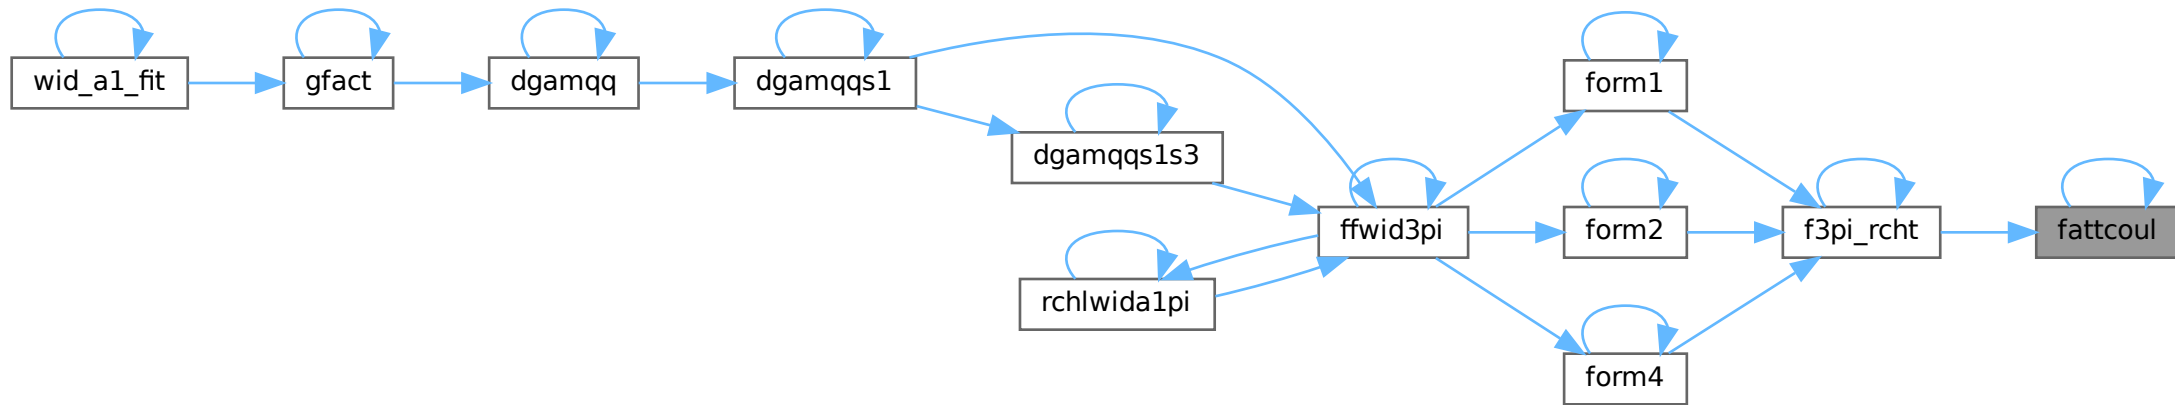 wid_a1_fit
gfact
dgamqq
dgamqqs1
dgamqqs1s3
rchlwida1pi
ffwid3pi
form1
form2
form4
f3pi_rcht
fattcoul